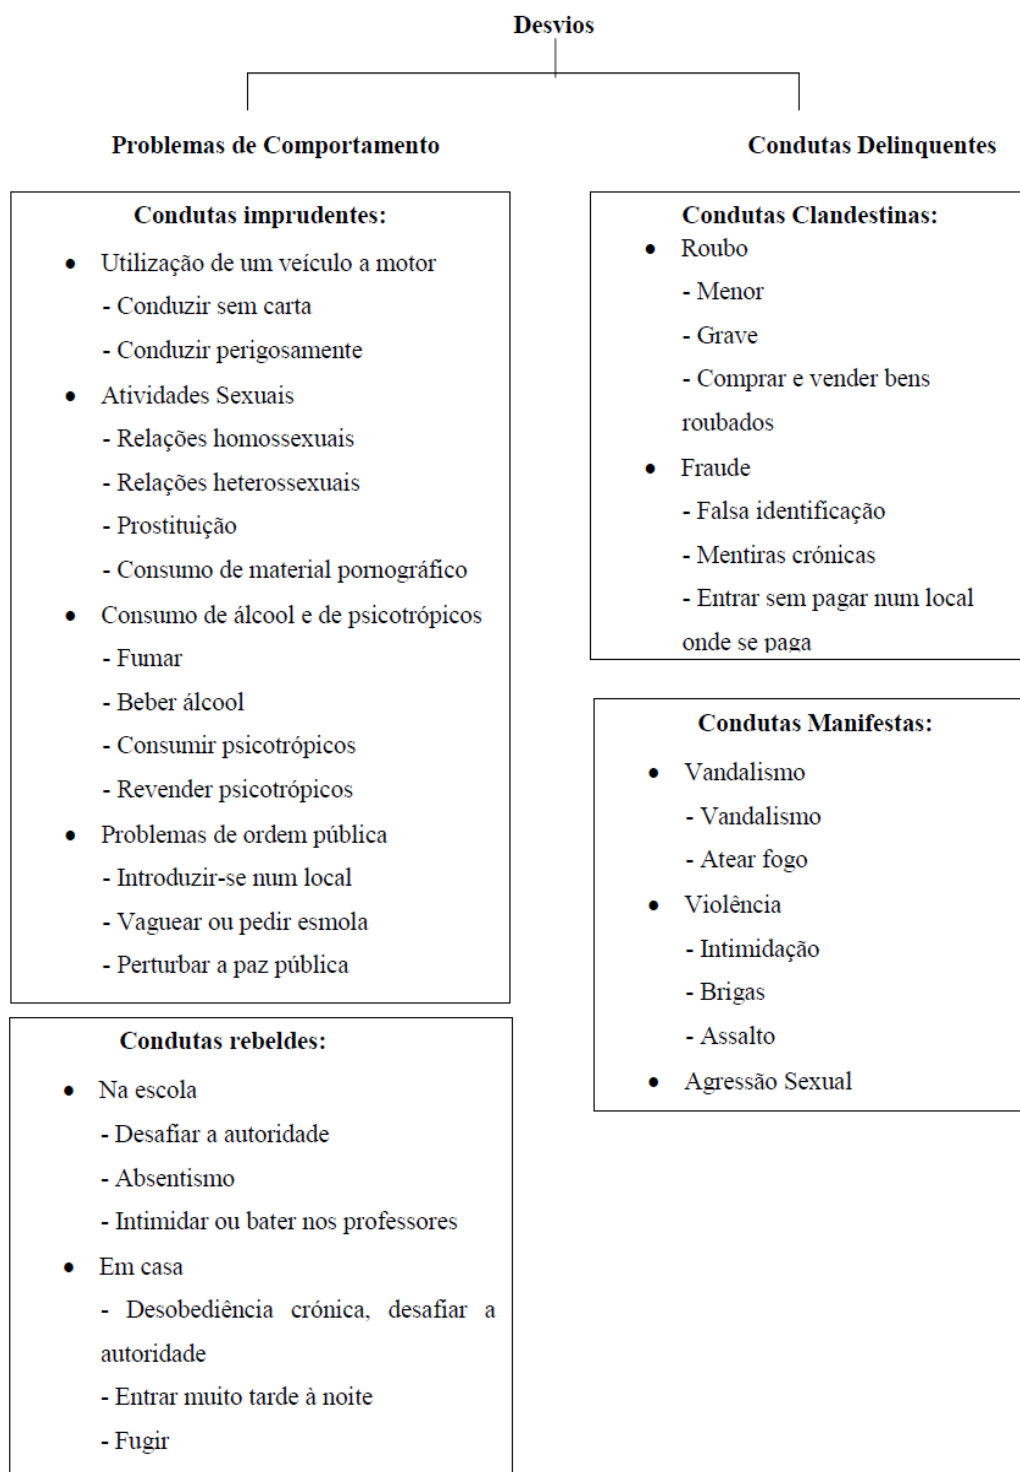 Desvios
Problemas de Comportamento
Condutas imprudentes:
• Utilização de um veículo a motor
- Conduzir sem carta
- Conduzir perigosamente
• Atividades Sexuais
- Relações homossexuais
- Relações heterossexuais
- Prostituição
- Consumo de material pornográfico
• Consumo de álcool e de psicotrópicos
- Fumar
- Beber álcool
- Consumir psicotrópicos
- Revender psicotrópicos
• Problemas de ordem pública
- Introduzir-se num local
- Vaguear ou pedir esmola
- Perturbar a paz pública
Condutas rebeldes:
• Na escola
- Desafiar a autoridade
- Absentismo
- Intimidar ou bater nos professores
• Em casa
- Desobediência crónica, desafiar a
autoridade
- Entrar muito tarde à noite
- Fugir
Condutas Delinquentes
Condutas Clandestinas:
• Roubo
- Menor
- Grave
- Comprar e vender bens
roubados
• Fraude
- Falsa identificação
- Mentiras crónicas
- Entrar sem pagar num local
onde se paga
Condutas Manifestas:
• Vandalismo
- Vandalismo
- Atear fogo
• Violência
- Intimidação
- Brigas
- Assalto
• Agressão Sexual